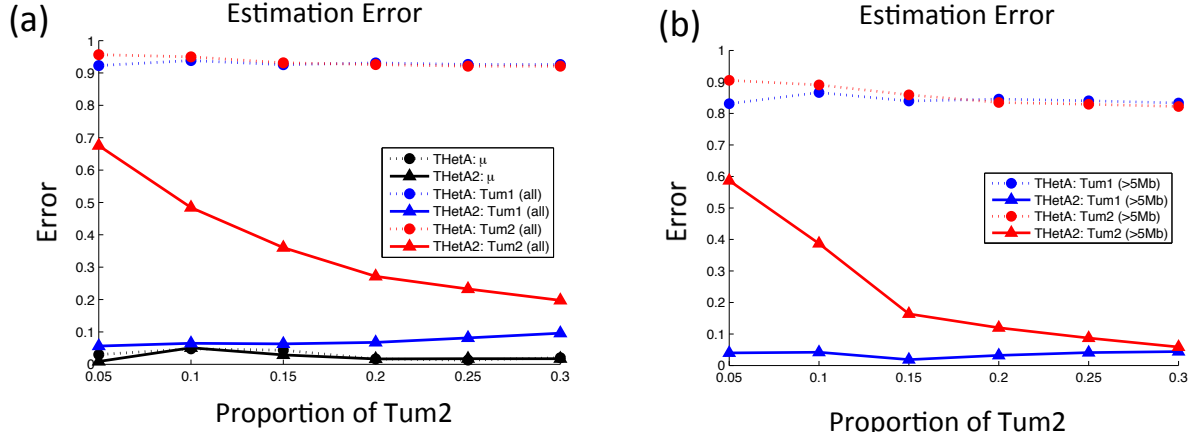 (a)
Estimation Error
1
0.9
0.8
0.7
0.6
0.5
0.4
0.3
0.2
0.1
0
Error
THetA: μ
THetA2: μ
THetA: Tum1 (all)
THetA2: Tum1 (all)
THetA: Tum2 (all)
THetA2: Tum2 (all)
0.05 0.1 0.15 0.2 0.25 0.3
Proportion of Tum2
(b)
Estimation Error
1
0.9
0.8
0.7
0.6
0.5
0.4
0.3
0.2
0.1
0
Error
THetA: Tum1 (>5Mb)
THetA2: Tum1 (>5Mb)
THetA: Tum2 (>5Mb)
THetA2: Tum2 (>5Mb)
0.05 0.1 0.15 0.2 0.25 0.3
Proportion of Tum2